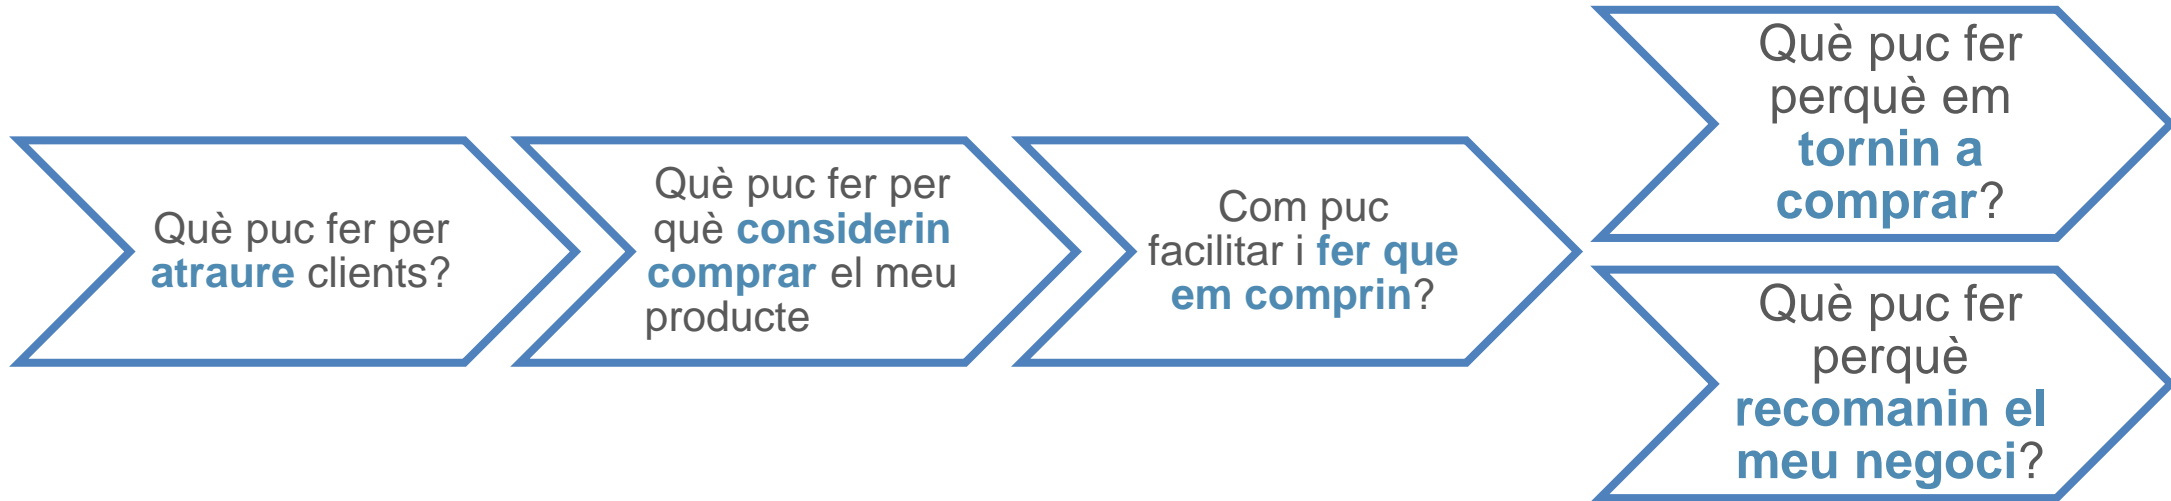 Què puc fer per
atraure clients?
Què puc fer per
què considerin
comprar el meu
producte
Com puc
facilitar i fer que
em comprin?
Què puc fer
perquè em
tornin a
comprar?
Què puc fer
perquè
recomanin el
meu negoci?